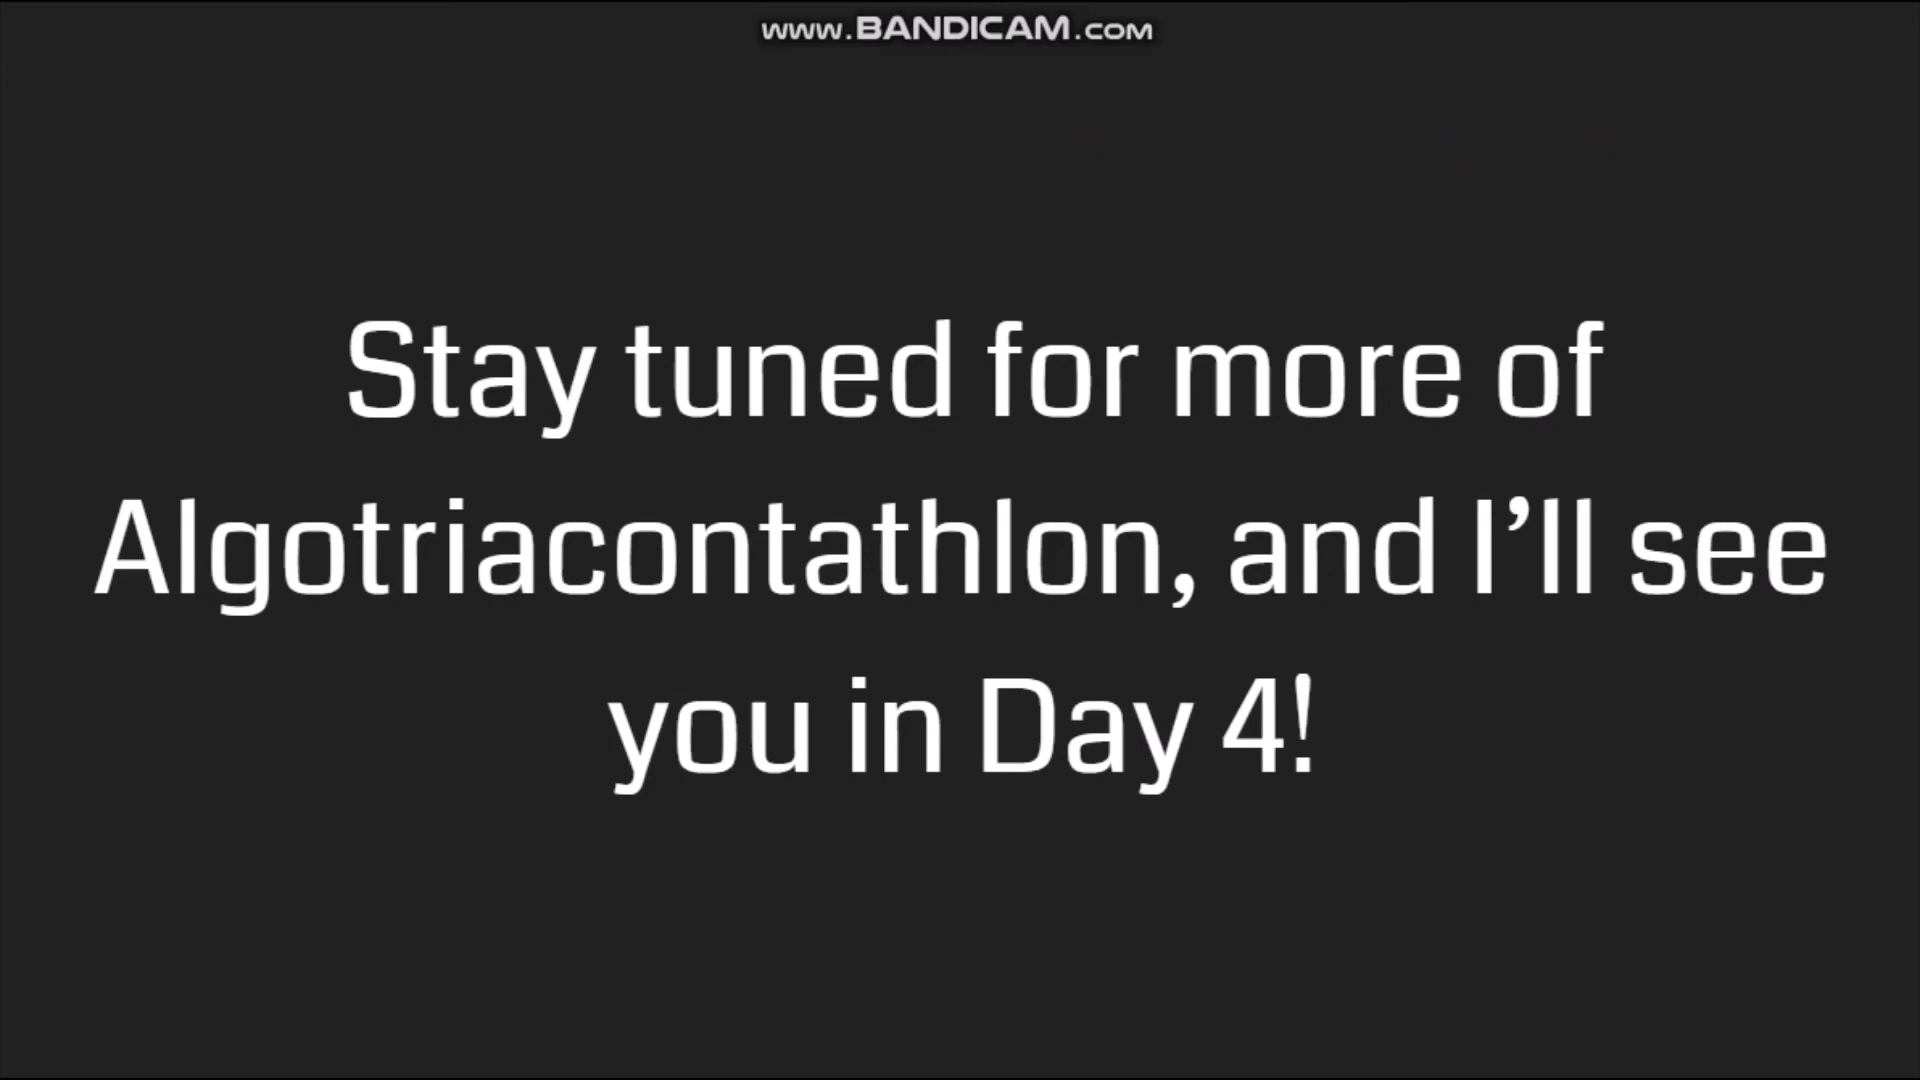 www.BANDICAM.COM
Stay tuned for more of
Algotriacontathlon, and I’ll see
you in Day 4!